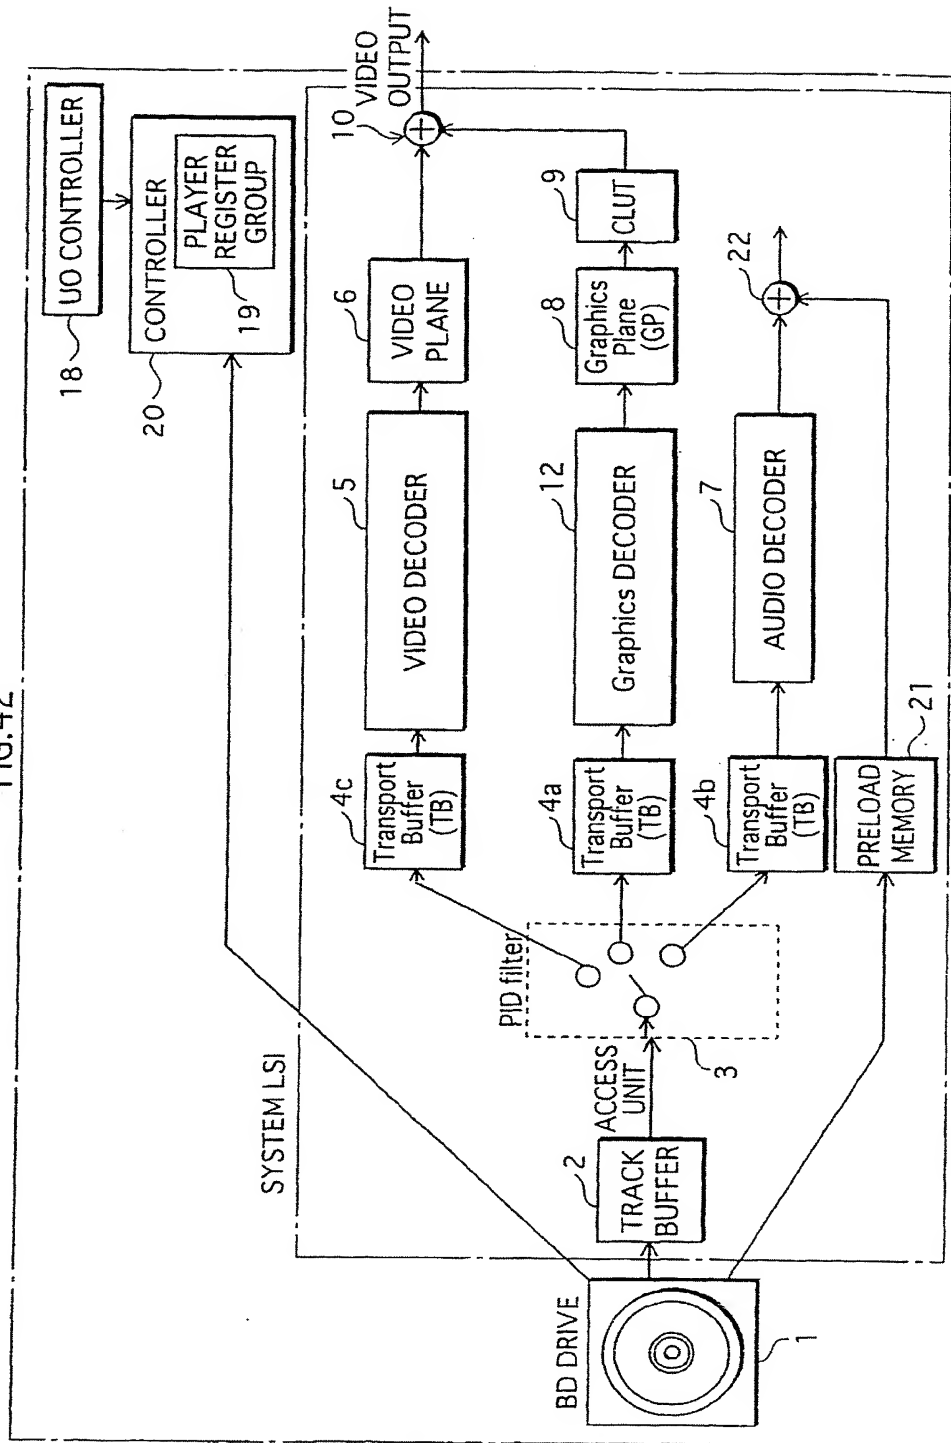 FIG.42
UO CONTROLLER
18
CONTROLLER
PLAYER
REGISTER
GROUP
19
20
10
VIDEO
OUTPUT
VIDEO
PLANE
6
VIDEO DECODER
5
Transport
Buffer
(TB)
4c
CLUT
9
Graphics
Plane
(GP)
8
Graphics DECODER
12
Transport
Buffer
(TB)
4a
22
AUDIO DECODER
7
Transport
Buffer
(TB)
4b
PRELOAD
MEMORY
21
PID filter
3
ACCESS
UNIT
SYSTEM LSI
TRACK
BUFFER
2
BD DRIVE
1